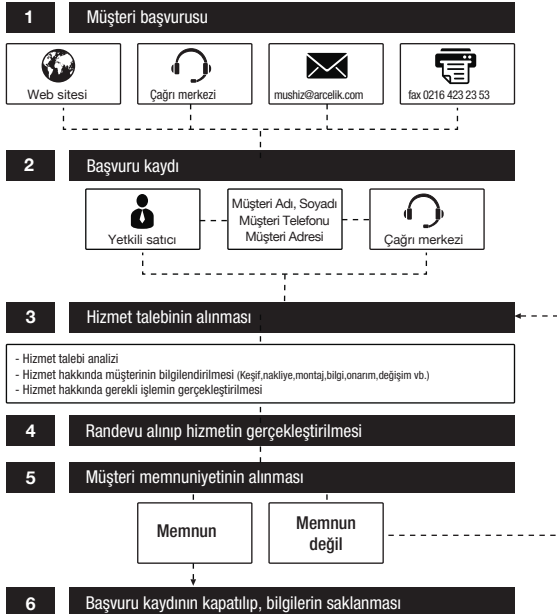 1 Müşteri başvurusu
Web sitesi
Çağrı merkezi
mushiz@arcelik.com
fax 0216 423 23 53
2 Başvuru kaydı
Yetkili satıcı
Müşteri Adı, Soyadı
Müşteri Telefonu
Müşteri Adresi
Çağrı merkezi
3 Hizmet talebinin alınması
- Hizmet talebi analizi
- Hizmet hakkında müşterinin bilgilendirilmesi (Keşif,nakliye,montaj,bilgi,onarım,değişim vb.)
- Hizmet hakkında gerekli işlemin gerçekleştirilmesi
4 Randevu alınıp hizmetin gerçekleştirilmesi
5 Müşteri memnuniyetinin alınması
Memnun
Memnun
değil
6 Başvuru kaydının kapatılıp, bilgilerin saklanması